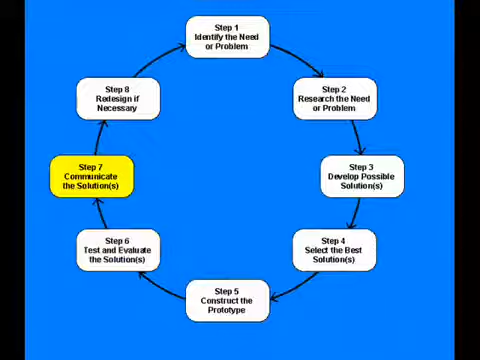 Step 1
Identify the Need
or Problem
Step 2
Research the Need
or Problem
Step 3
Develop Possible
Solution(s)
Step 4
Select the Best
Solution(s)
Step 5
Construct the
Prototype
Step 6
Test and Evaluate
the Solution(s)
Step 7
Communicate
the Solution(s)
Step 8
Redesign if
Necessary